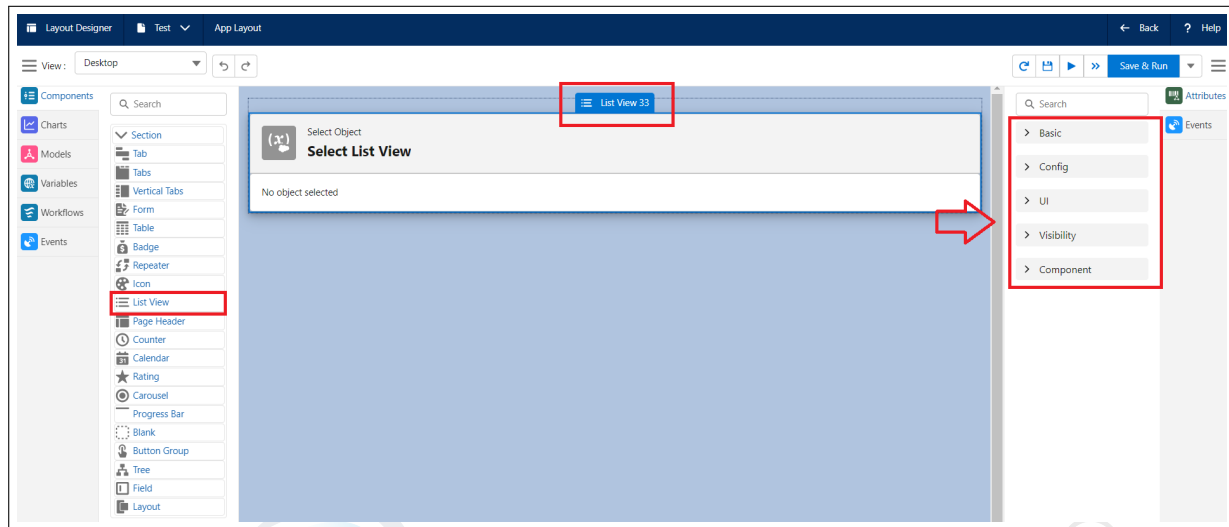 Layout Designer Test App Layout Back ? Help
View : Desktop Save & Run
Components
Charts
Models
Variables
Workflows
Events
Search
Section
Tab
Tabs
Vertical Tabs
Form
Table
Badge
Repeater
Icon
List View
Page Header
Counter
Calendar
Rating
Carousel
Progress Bar
Blank
Button Group
Tree
Field
Layout
List View 33
(x)
Select Object
Select List View
No object selected
Search
Basic
Config
UI
Visibility
Component
Attributes
Events